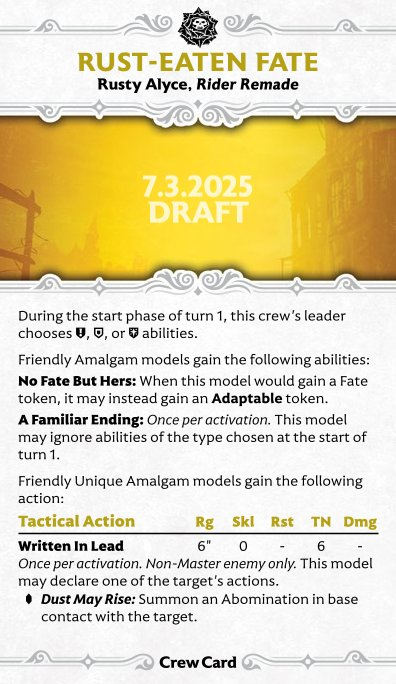 RUST-EATEN FATE
Rusty Alyce, Rider Remade
7.3.2025
DRAFT
During the start phase of turn 1, this crew's leader
chooses , , or abilities.
Friendly Amalgam models gain the following abilities:
No Fate But Hers: When this model would gain a Fate
token, it may instead gain an Adaptable token.
A Familiar Ending: Once per activation. This model
may ignore abilities of the type chosen at the start of
turn 1.
Friendly Unique Amalgam models gain the following
action:
Tactical Action Rg Skl Rst TN Dmg
Written In Lead 6" 0 - 6 -
Once per activation. Non-Master enemy only. This model
may declare one of the target's actions.
Dust May Rise: Summon an Abomination in base
contact with the target.
Crew Card